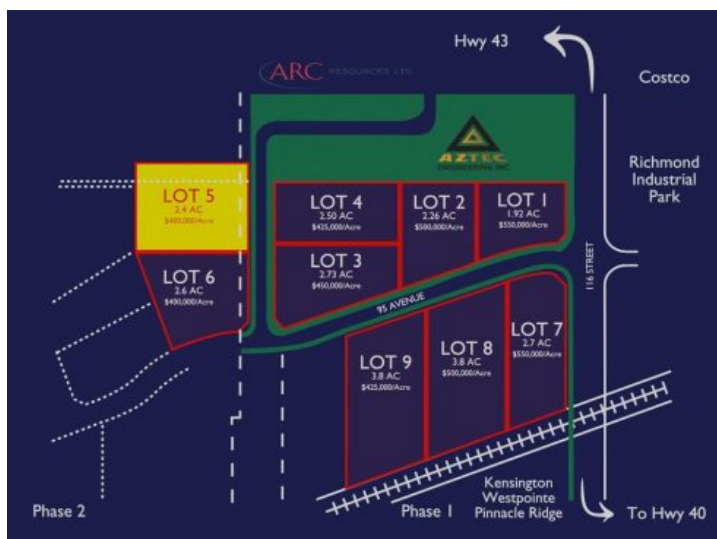 Hwy 43
ARC RESOURCES LTD.
Costco
AZTEC
ENGINEERING INC.
Richmond
Industrial
Park
LOT 5
2.4 AC
$400,000/Acre
LOT 4
2.50 AC
$425,000/Acre
LOT 2
2.26 AC
$500,000/Acre
LOT 1
1.92 AC
$550,000/Acre
LOT 6
2.6 AC
$400,000/Acre
LOT 3
2.73 AC
$450,000/Acre
95 AVENUE
116 STREET
LOT 9
3.8 AC
$425,000/Acre
LOT 8
3.8 AC
$500,000/Acre
LOT 7
2.7 AC
$550,000/Acre
Phase 2
Phase 1
Kensington
Westpointe
Pinnacle Ridge
To Hwy 40